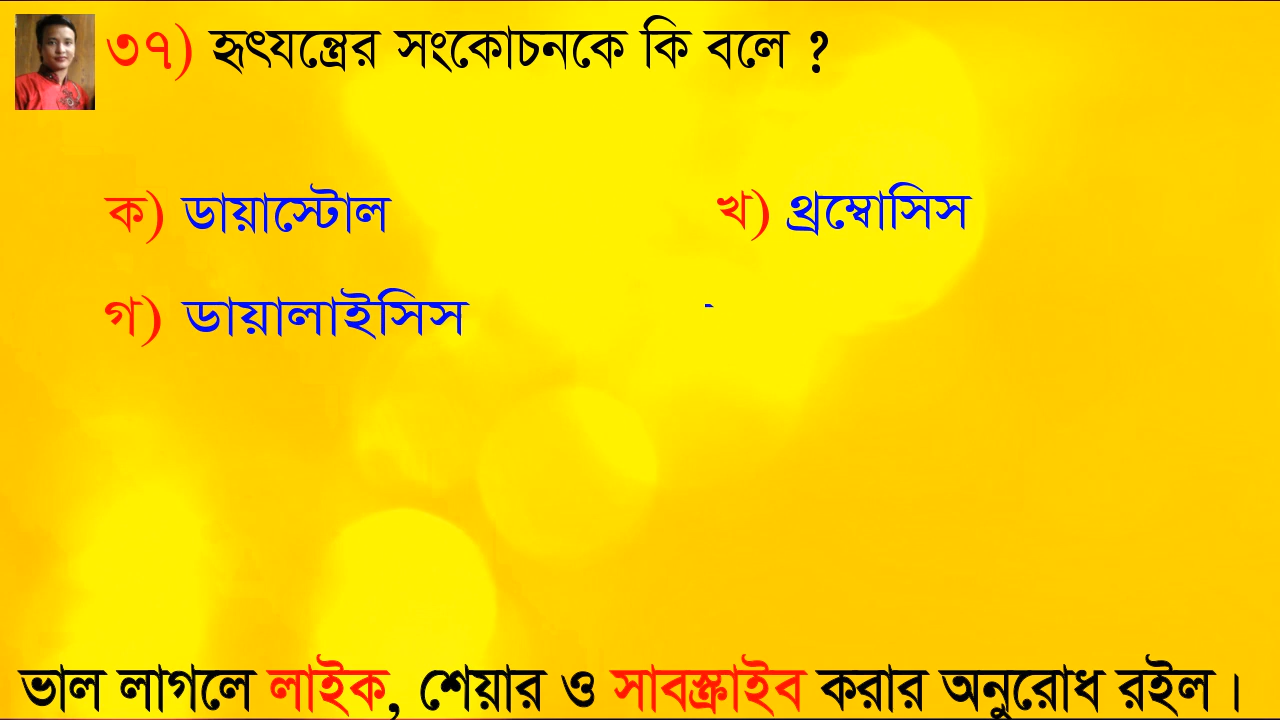 ৩৭) হৃৎযন্ত্রের সংকোচনকে কি বলে ?
ক) ডায়াস্টোল খ) থ্রম্বোসিস
গ) ডায়ালাইসিস
ভাল লাগলে লাইক, শেয়ার ও সাবস্ক্রাইব করার অনুরোধ রইল।